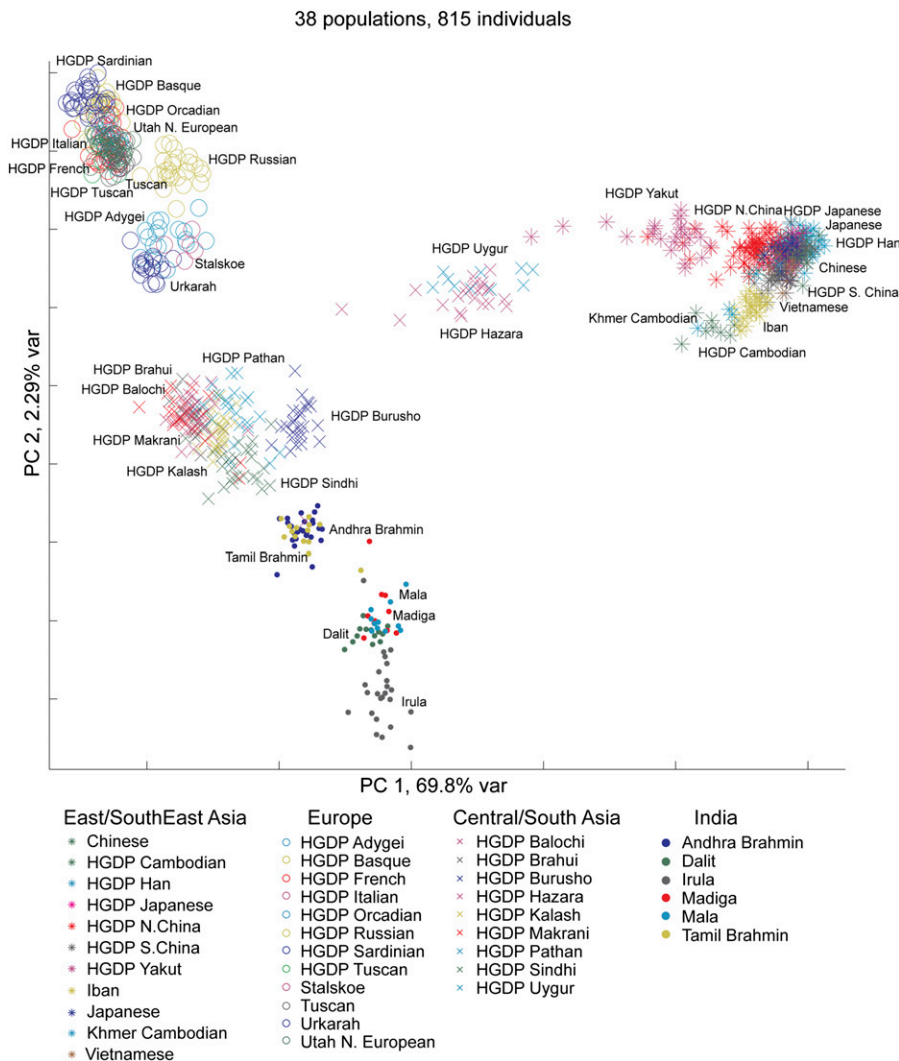 38 populations, 815 individuals
HGDP Sardinian
HGDP Basque
HGDP Orcadian
Utah N. European
HGDP Italian
HGDP Russian
HGDP French
Tuscan
HGDP Tuscan
HGDP Adygei
Stalskoe
Urkarah
HGDP Yakut
HGDP N.China
HGDP Japanese
Japanese
HGDP Han
HGDP Uygur
Chinese
HGDP S. China
Vietnamese
Khmer Cambodian
Iban
HGDP Hazara
HGDP Cambodian
HGDP Pathan
HGDP Brahui
HGDP Balochi
HGDP Burusho
HGDP Makrani
HGDP Kalash
HGDP Sindhi
Andhra Brahmin
Tamil Brahmin
Mala
Madiga
Dalit
Irula
PC 2, 2.29% var
PC 1, 69.8% var
East/SouthEast Asia
Chinese
HGDP Cambodian
HGDP Han
HGDP Japanese
HGDP N.China
HGDP S.China
HGDP Yakut
Iban
Japanese
Khmer Cambodian
Vietnamese
Europe
HGDP Adygei
HGDP Basque
HGDP French
HGDP Italian
HGDP Orcadian
HGDP Russian
HGDP Sardinian
HGDP Tuscan
Stalskoe
Tuscan
Urkarah
Utah N. European
Central/South Asia
HGDP Balochi
HGDP Brahui
HGDP Burusho
HGDP Hazara
HGDP Kalash
HGDP Makrani
HGDP Pathan
HGDP Sindhi
HGDP Uygur
India
Andhra Brahmin
Dalit
Irula
Madiga
Mala
Tamil Brahmin